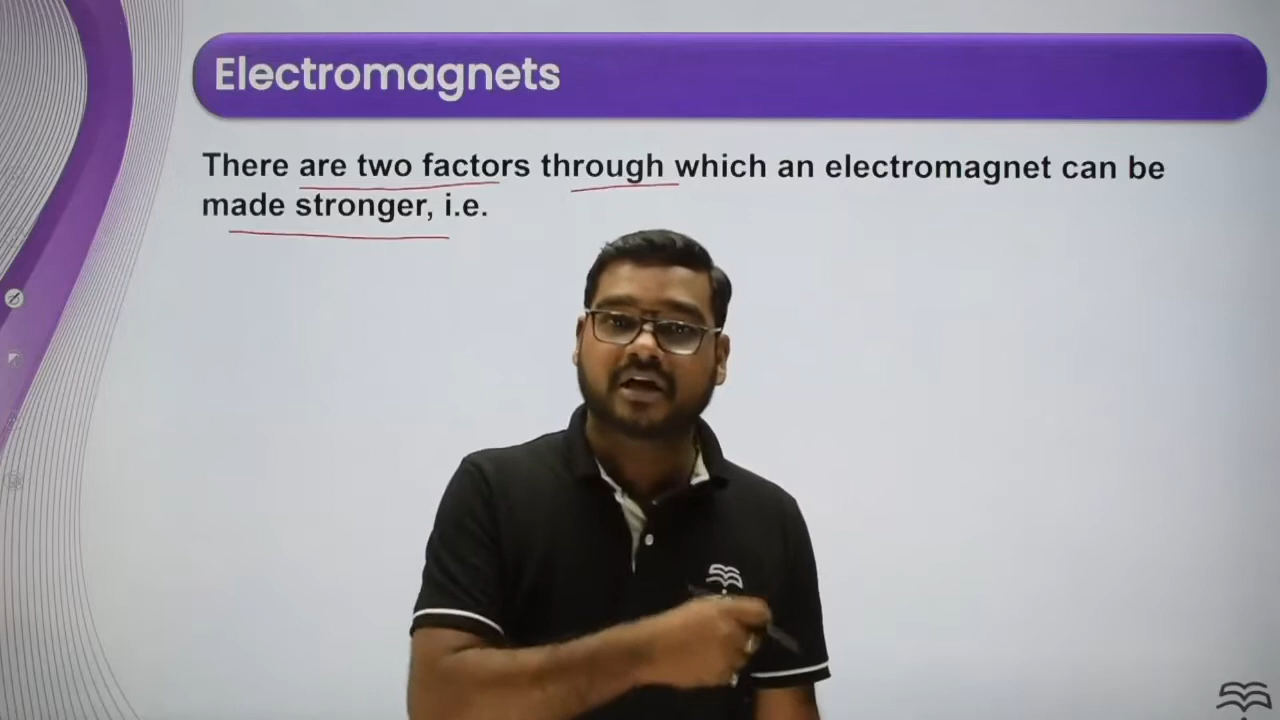 Electromagnets
There are two factors through which an electromagnet can be
made stronger, i.e.